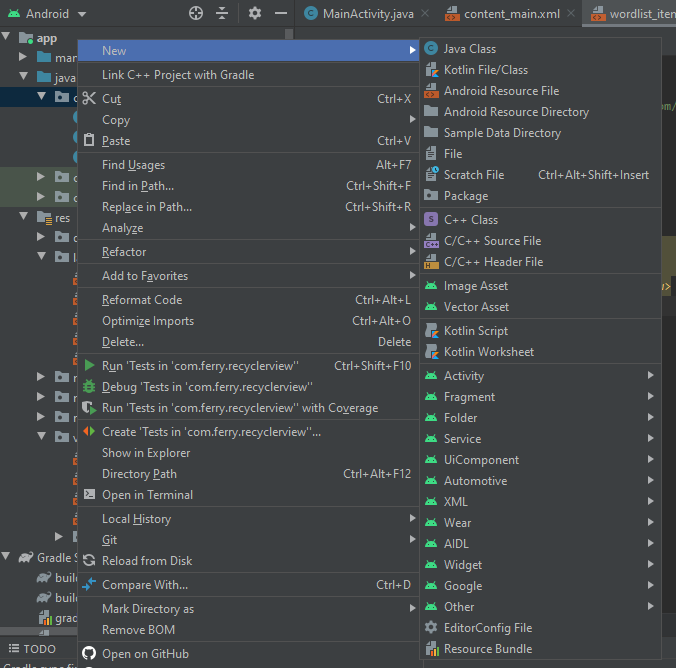 Android
MainActivity.java
content_main.xml
app
New
Java Class
Link C++ Project with Gradle
Kotlin File/Class
Cut Ctrl+X
Android Resource File
Copy
Android Resource Directory
Paste Ctrl+V
Sample Data Directory
Find Usages Alt+F7
File
Find in Path... Ctrl+Shift+F
Scratch File Ctrl+Alt+Shift+Insert
Replace in Path... Ctrl+Shift+R
Package
Analyze
C++ Class
Refactor
C/C++ Source File
C/C++ Header File
Add to Favorites
Image Asset
Reformat Code Ctrl+Alt+L
Vector Asset
Optimize Imports Ctrl+Alt+O
Kotlin Script
Delete... Delete
Kotlin Worksheet
Run 'Tests in 'com.ferry.recyclerview'' Ctrl+Shift+F10
Activity
Debug 'Tests in 'com.ferry.recyclerview''
Fragment
Run 'Tests in 'com.ferry.recyclerview'' with Coverage
Folder
Create 'Tests in 'com.ferry.recyclerview''...
Service
Show in Explorer
UiComponent
Directory Path Ctrl+Alt+F12
Automotive
Open in Terminal
XML
Local History
Wear
Git
AIDL
Reload from Disk
Widget
Compare With... Ctrl+D
Google
Mark Directory as
Other
Remove BOM
EditorConfig File
Open on GitHub
Resource Bundle
java
res
Gradle
TODO